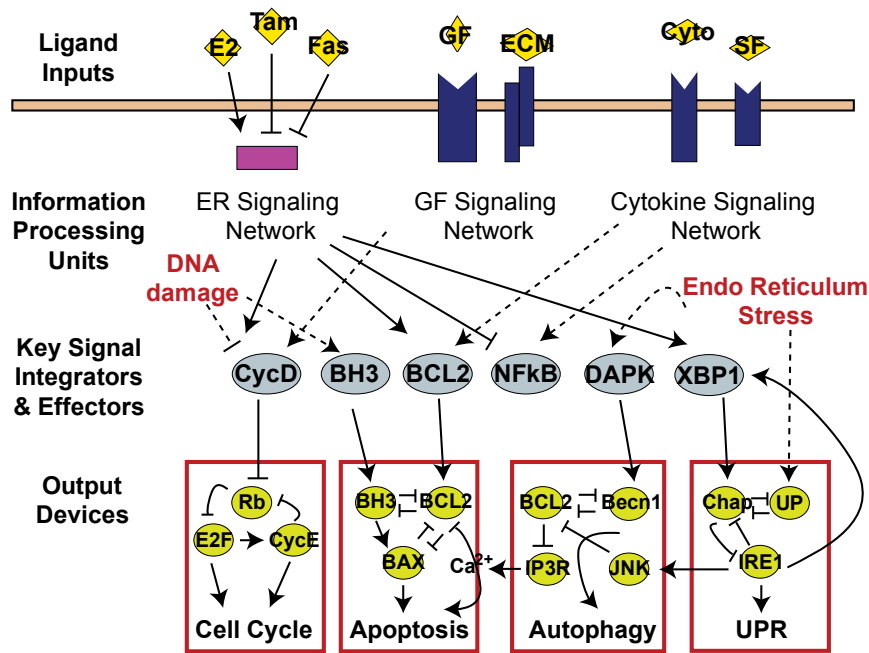 Ligand
Inputs
E2
Tam
Fas
GF
ECM
Cyto
SF
Information
Processing
Units
ER Signaling
Network
GF Signaling
Network
Cytokine Signaling
Network
DNA
damage
Endo Reticulum
Stress
Key Signal
Integrators
& Effectors
CycD
BH3
BCL2
NFkB
DAPK
XBP1
Output
Devices
Rb
E2F
CycE
Cell Cycle
BH3
BCL2
BAX
Ca2+
Apoptosis
BCL2
Becn1
IP3R
JNK
Autophagy
Chap
UP
IRE1
UPR